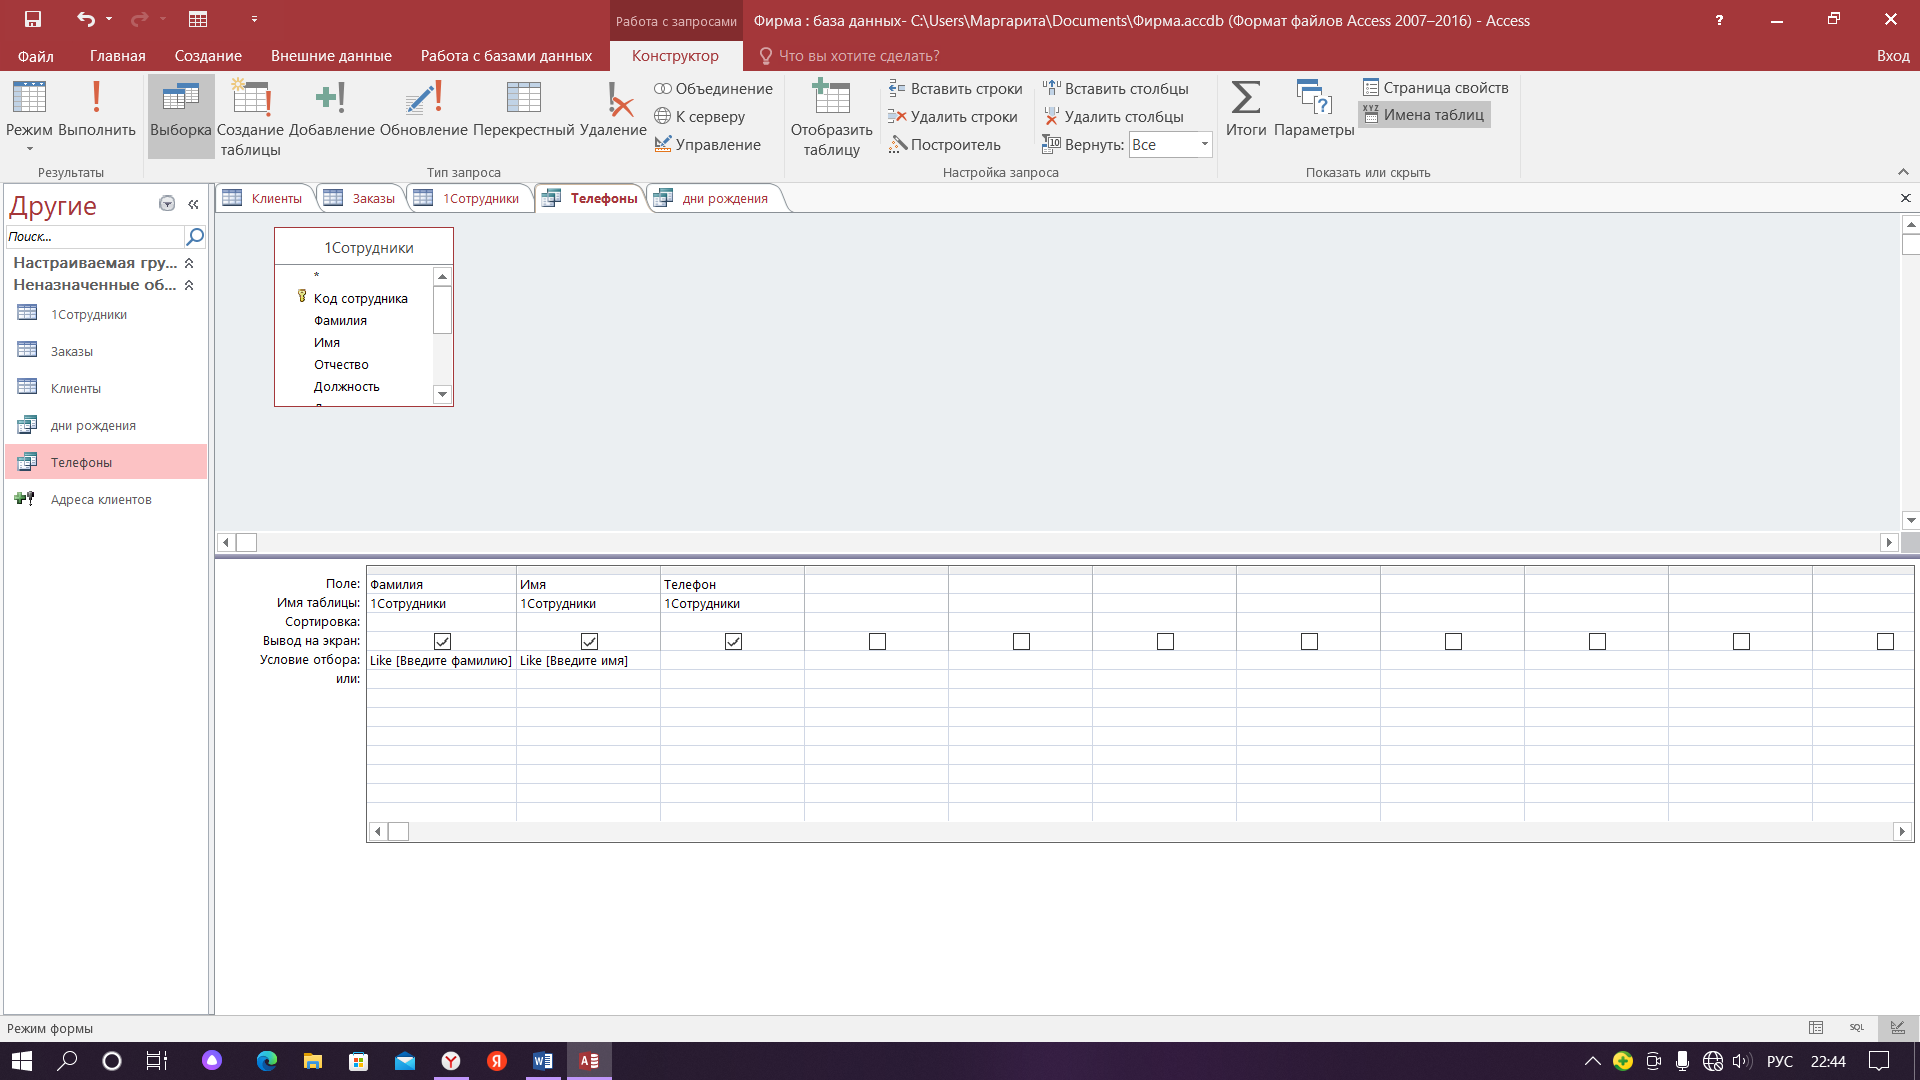 Работа с запросами
Фирма : база данных- C:\Users\Маргарита\Documents\Фирма.accdb (Формат файлов Access 2007–2016) - Access
?
Файл Главная Создание Внешние данные Работа с базами данных Конструктор Что вы хотите сделать? Вход
Режим Выполнить
Результаты
Выборка Создание таблицы Добавление Обновление Перекрестный Удаление
Объединение
К серверу
Управление
Тип запроса
Отобразить таблицу
Вставить строки
Удалить строки
Построитель
Вставить столбцы
Удалить столбцы
Вернуть: Все
Настройка запроса
Итоги Параметры
Страница свойств
XYZ Имена таблиц
Показать или скрыть
Другие
Поиск...
Настраиваемая гру...
Неназначенные об...
1Сотрудники
Заказы
Клиенты
дни рождения
Телефоны
Адреса клиентов
Клиенты Заказы 1Сотрудники Телефоны дни рождения
1Сотрудники
*
Код сотрудника
Фамилия
Имя
Отчество
Должность
Поле: Фамилия Имя Телефон
Имя таблицы: 1Сотрудники 1Сотрудники 1Сотрудники
Сортировка:
Вывод на экран:
Условие отбора: Like [Введите фамилию] Like [Введите имя]
или:
Режим формы
SQL
РУС 22:44